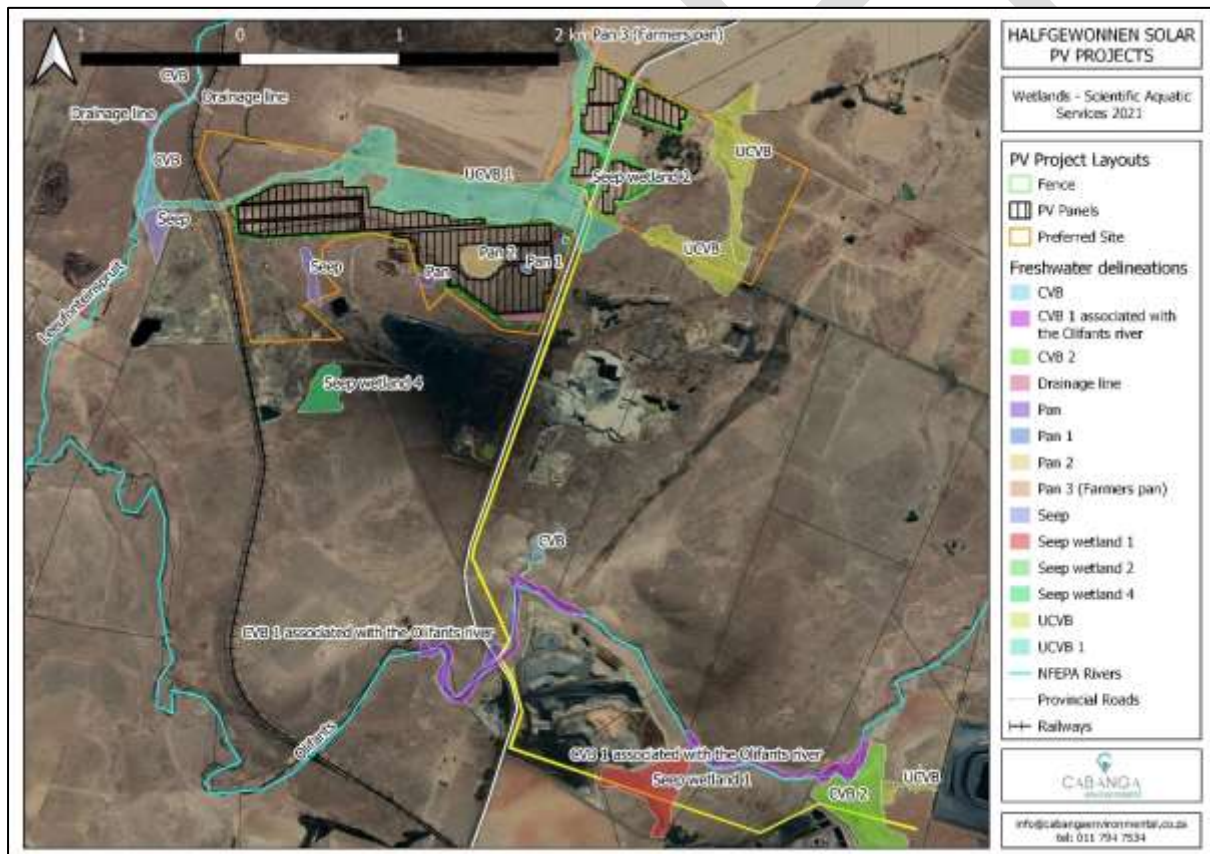 1 0 1 2 km
Pan 3 (Farmers pan)
CVB
Drainage line
Drainage line
CVB
UCVB
UCVB 1
Seep wetland 2
Seep
Pan 2
Seep
Pan
Pan 1
UCVB
Leeufonteinspruit
Seep wetland 4
CVB
CVB 1 associated with the Olifants river
Olifants
CVB 1 associated with the Olifants river
Seep wetland 1
UCVB
CVB 2
HALFGEWONNEN SOLAR
PV PROJECTS
Wetlands - Scientific Aquatic
Services 2021
PV Project Layouts
Fence
PV Panels
Preferred Site
Freshwater delineations
CVB
CVB 1 associated with
the Olifants river
CVB 2
Drainage line
Pan
Pan 1
Pan 2
Pan 3 (Farmers pan)
Seep
Seep wetland 1
Seep wetland 2
Seep wetland 4
UCVB
UCVB 1
NFEPA Rivers
Provincial Roads
Railways
CABANGA
info@cabangaenvironmental.co.za
tel: 011 794 7534